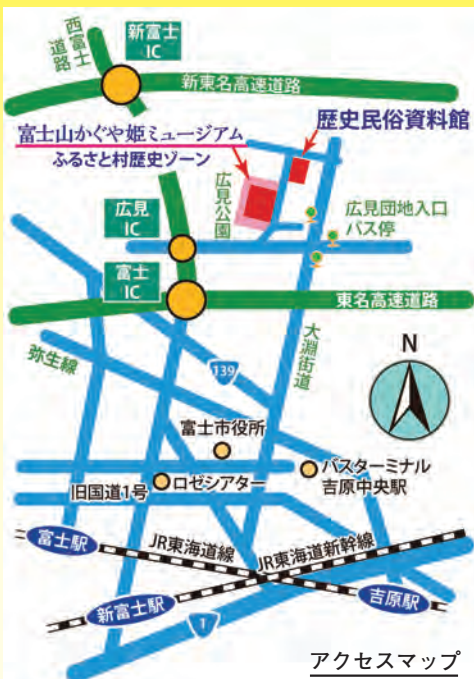 新富士
IC
西富士
道路
新東名高速道路
富士山かぐや姫ミュージアム
ふるさと村歴史ゾーン
歴史民俗資料館
広見公園
広見
IC
広見団地入口
バス停
富士
IC
東名高速道路
大淵街道
弥生線
139
N
富士市役所
バスターミナル
吉原中央駅
旧国道1号
ロゼシアター
富士駅
JR東海道線
JR東海道新幹線
新富士駅
1
吉原駅
アクセスマップ